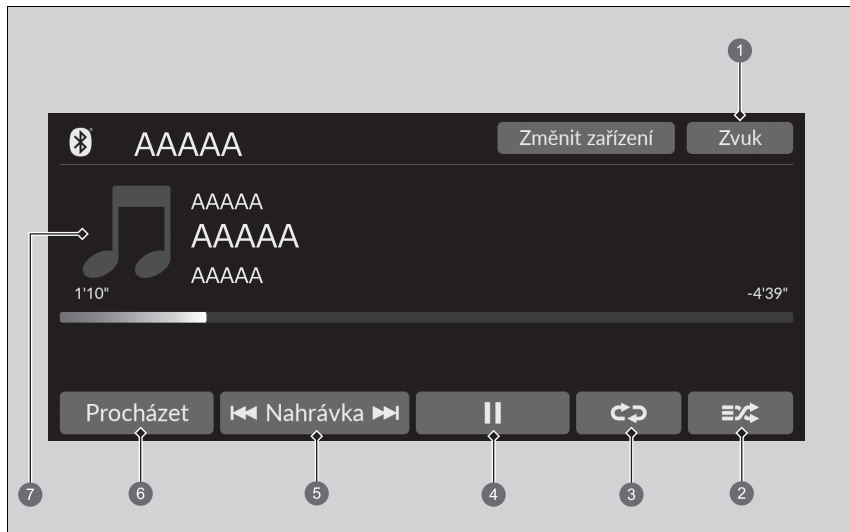 1
AAAAA Změnit zařízení Zvuk
AAAAA
7
AAAAA
AAAAA
1'10" -4'39"
Procházet Nahrávka
7 6 5 4 3 2